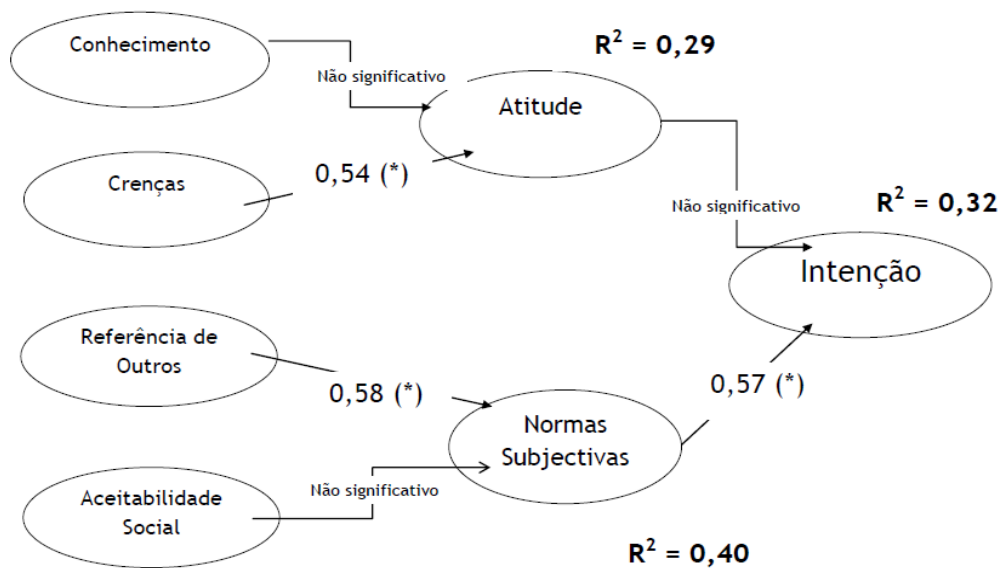 Conhecimento
R² = 0,29
Não significativo
Atitude
0,54 (*)
Crenças
Não significativo
R² = 0,32
Intenção
Referência de
Outros
0,58 (*)
0,57 (*)
Normas
Subjectivas
Não significativo
Aceitabilidade
Social
R² = 0,40